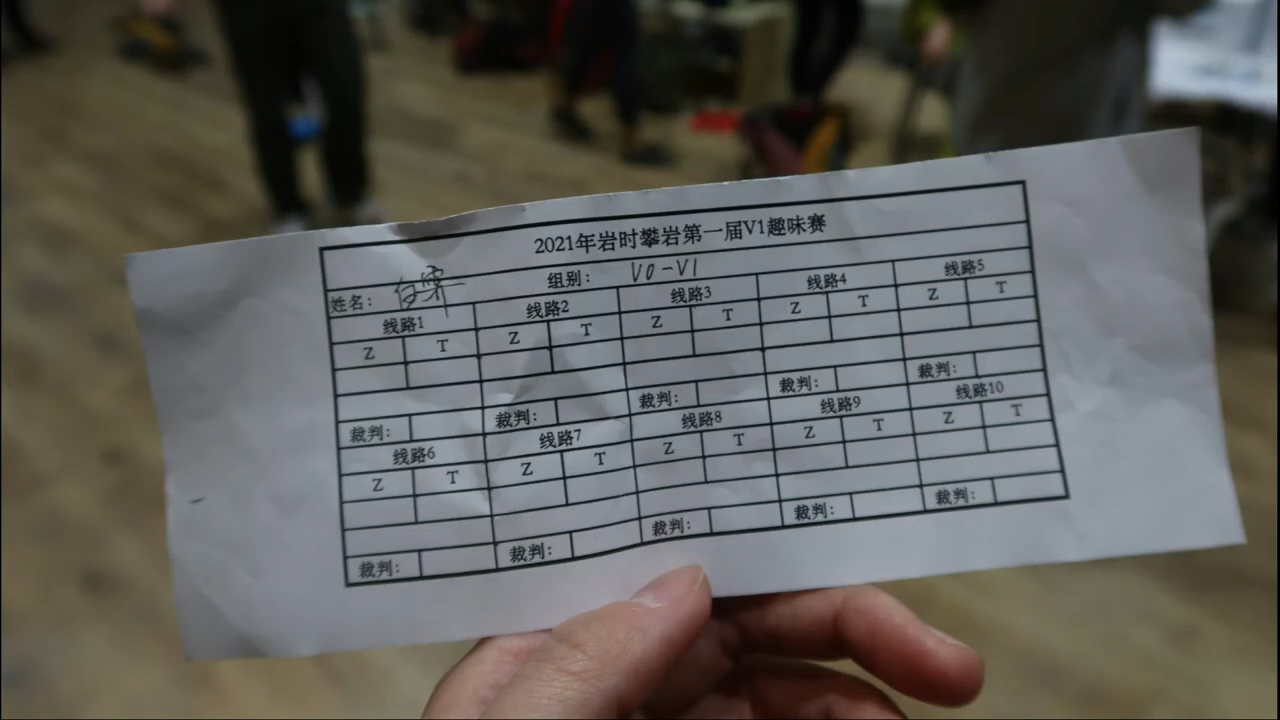 2021年岩时攀岩第一届V1趣味赛
姓名： 白霁 组别： V0-V1
线路1 线路2 线路3 线路4 线路5
Z T Z T Z T Z T Z T
裁判： 裁判： 裁判： 裁判： 裁判：
线路6 线路7 线路8 线路9 线路10
Z T Z T Z T Z T Z T
裁判： 裁判： 裁判： 裁判： 裁判：